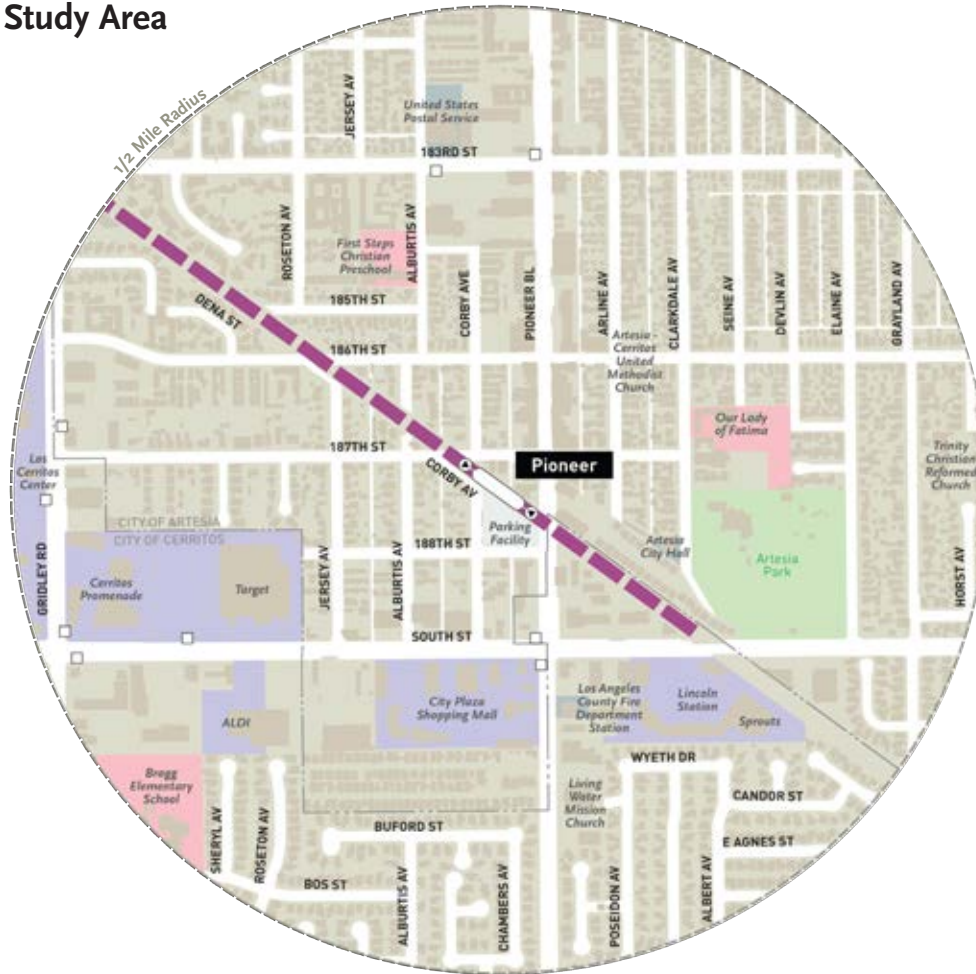 Study Area
1/2 Mile Radius
JERSEY AV
United States
Postal Service
183RD ST
ROSETON AV
First Steps
Christian
Preschool
ALBURTIS AV
185TH ST
DENA ST
CORBY AVE
PIONEER BL
ARLINE AV
CLARKDALE AV
SEINE AV
DEVLIN AV
ELAINE AV
GRAYLAND AV
186TH ST
Artesia -
Cerritos
United
Methodist
Church
Our Lady
of Fatima
187TH ST
CORBY AV
Pioneer
Los
Cerritos
Center
Trinity
Christian
Reformed
Church
CITY OF ARTESIA
CITY OF CERRITOS
Parking
Facility
188TH ST
Artesia
City Hall
Artesia
Park
GRIDLEY RD
Cerritos
Promenade
Target
JERSEY AV
ALBURTIS AV
HORST AV
SOUTH ST
ALDI
City Plaza
Shopping Mall
Los Angeles
County Fire
Department
Station
Lincoln
Station
Sprouts
WYETH DR
Bragg
Elementary
School
Living
Water
Mission
Church
CANDOR ST
SHERYL AV
ROSETON AV
BUFORD ST
E AGNES ST
BOS ST
ALBURTIS AV
CHAMBERS AV
POSEIDON AV
ALBERT AV